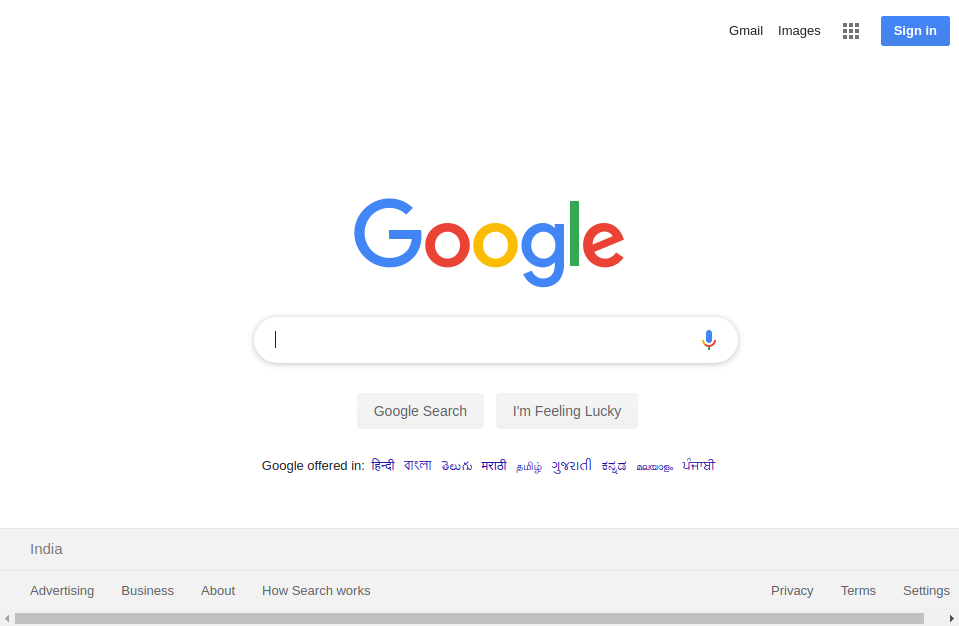 Gmail Images Sign in
Google
Google Search I'm Feeling Lucky
Google offered in: हिन्दी বাংলা తెలుగు मराठी தமிழ் ગુજરાતી ಕನ್ನಡ മലയാളം ਪੰਜਾਬੀ
India
Advertising Business About How Search works Privacy Terms Settings